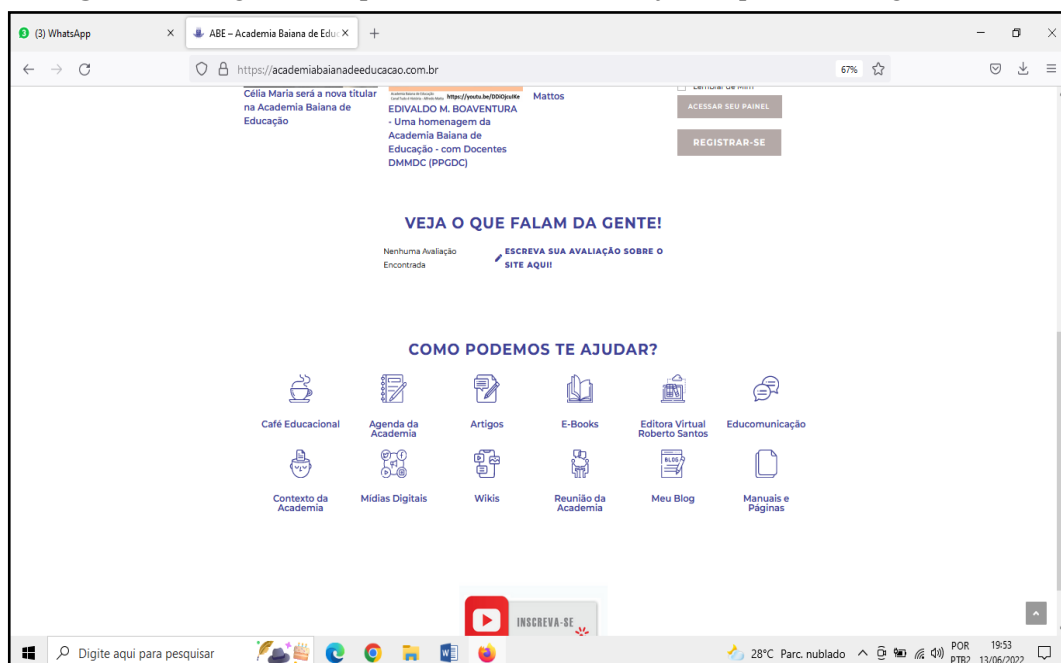 (3) WhatsApp
ABE – Academia Baiana de Educ
https://academiabaianadeeducacao.com.br
67%
Célia Maria será a nova titular
na Academia Baiana de
Educação
EDIVALDO M. BOAVENTURA
- Uma homenagem da
Academia Baiana de
Educação - com Docentes
DMMDC (PPGDC)
Mattos
ACESSAR SEU PAINEL
REGISTRAR-SE
VEJA O QUE FALAM DA GENTE!
Nenhuma Avaliação
Encontrada
ESCREVA SUA AVALIAÇÃO SOBRE O
SITE AQUI!
COMO PODEMOS TE AJUDAR?
Café Educacional
Agenda da
Academia
Artigos
E-Books
Editora Virtual
Roberto Santos
Educomunicação
Contexto da
Academia
Mídias Digitais
Wikis
Reunião da
Academia
BLOG
Meu Blog
Manuais e
Páginas
INSCREVA-SE
Digite aqui para pesquisar
28°C Parc. nublado
POR
PTB2
19:53
13/06/2022